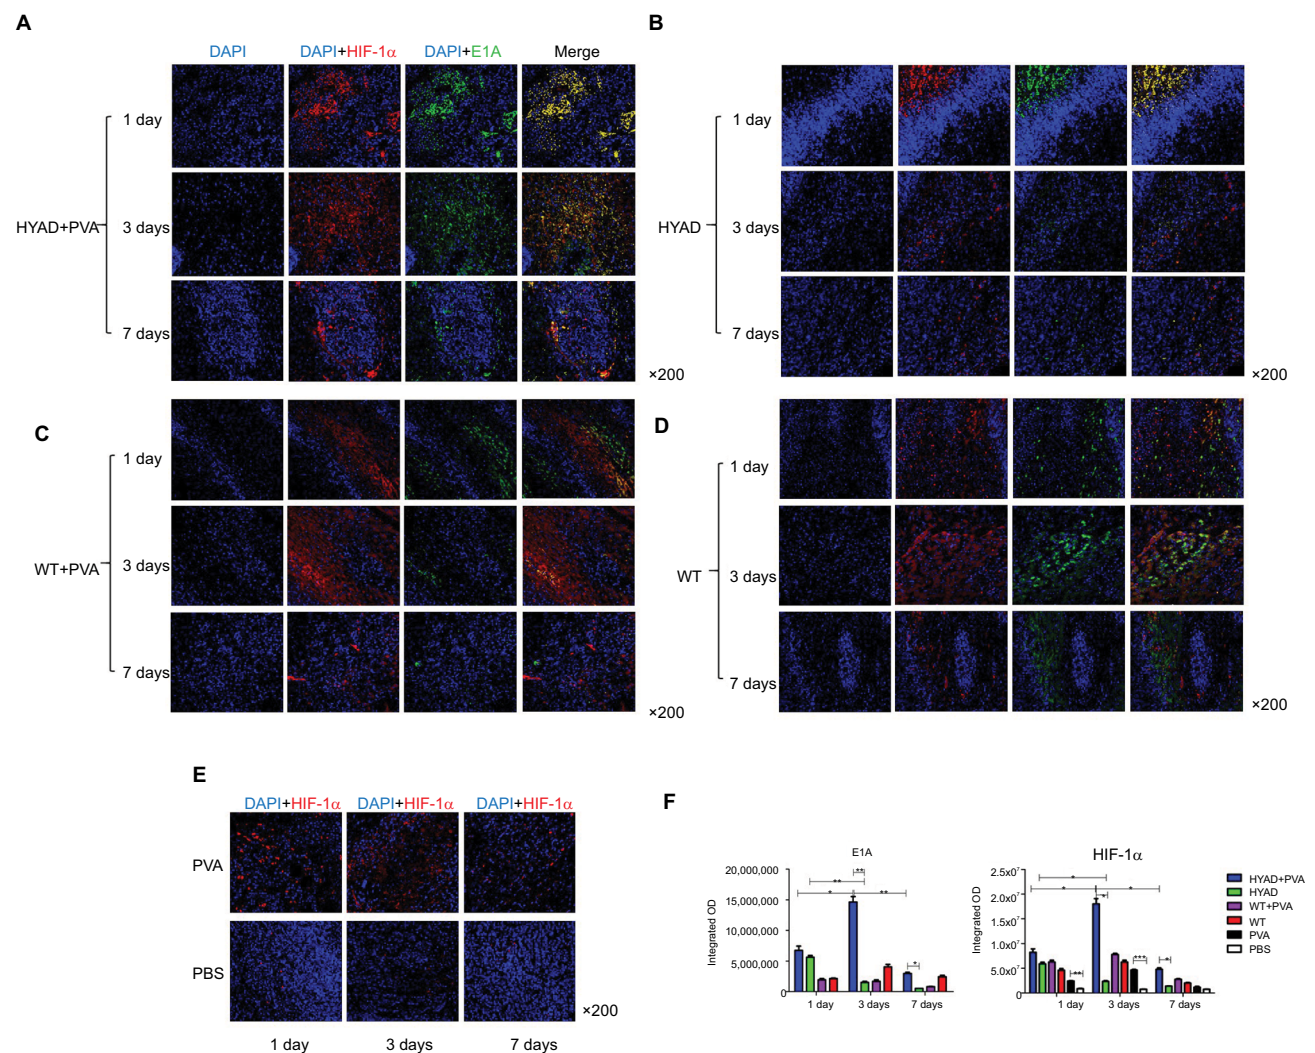 A
DAPI DAPI+HIF-1α DAPI+E1A Merge
HYAD+PVA
1 day
3 days
7 days
×200
B
HYAD
1 day
3 days
7 days
×200
C
WT+PVA
1 day
3 days
7 days
×200
D
WT
1 day
3 days
7 days
×200
E
DAPI+HIF-1α DAPI+HIF-1α DAPI+HIF-1α
PVA
PBS
×200
1 day 3 days 7 days
F
E1A
Integrated OD
20,000,000
15,000,000
10,000,000
5,000,000
0
** ** * ** *
1 day 3 days 7 days
HIF-1α
Integrated OD
2.5x0⁷
2.0x0⁷
1.5x0⁷
1.0x0⁷
5.0x0⁷
0
* * * * ** *** *
1 day 3 days 7 days
HYAD+PVA
HYAD
WT+PVA
WT
PVA
PBS